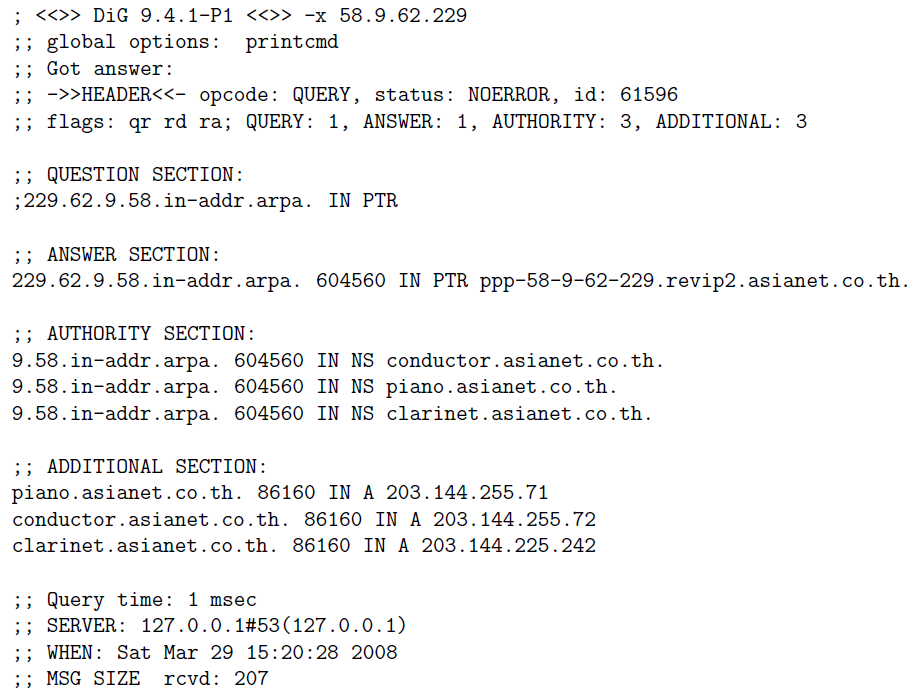 ; <<>> DiG 9.4.1-P1 <<>> -x 58.9.62.229
;; global options:  printcmd
;; Got answer:
;; ->>HEADER<<- opcode: QUERY, status: NOERROR, id: 61596
;; flags: qr rd ra; QUERY: 1, ANSWER: 1, AUTHORITY: 3, ADDITIONAL: 3

;; QUESTION SECTION:
;229.62.9.58.in-addr.arpa. IN PTR

;; ANSWER SECTION:
229.62.9.58.in-addr.arpa. 604560 IN PTR ppp-58-9-62-229.revip2.asianet.co.th.

;; AUTHORITY SECTION:
9.58.in-addr.arpa. 604560 IN NS conductor.asianet.co.th.
9.58.in-addr.arpa. 604560 IN NS piano.asianet.co.th.
9.58.in-addr.arpa. 604560 IN NS clarinet.asianet.co.th.

;; ADDITIONAL SECTION:
piano.asianet.co.th. 86160 IN A 203.144.255.71
conductor.asianet.co.th. 86160 IN A 203.144.255.72
clarinet.asianet.co.th. 86160 IN A 203.144.225.242

;; Query time: 1 msec
;; SERVER: 127.0.0.1#53(127.0.0.1)
;; WHEN: Sat Mar 29 15:20:28 2008
;; MSG SIZE  rcvd: 207